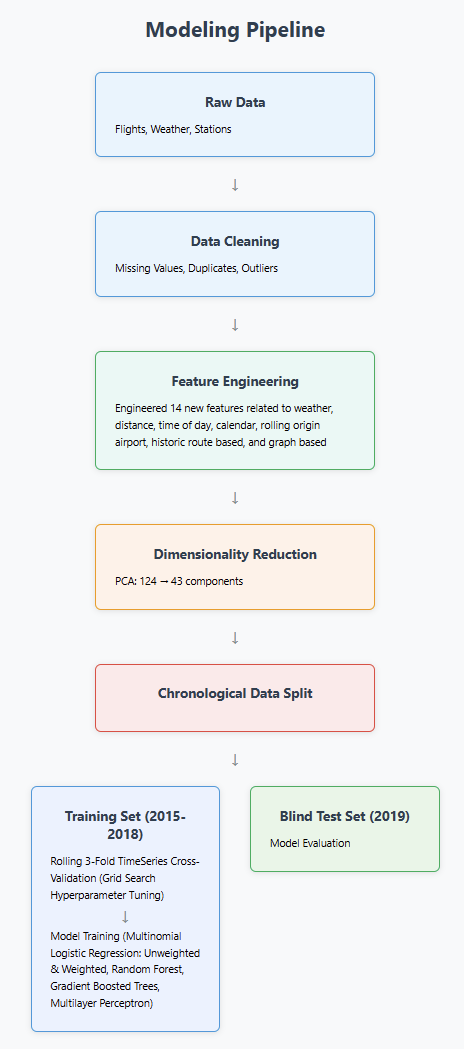 Modeling Pipeline
Raw Data
Flights, Weather, Stations
↓
Data Cleaning
Missing Values, Duplicates, Outliers
↓
Feature Engineering
Engineered 14 new features related to weather,
distance, time of day, calendar, rolling origin
airport, historic route based, and graph based
↓
Dimensionality Reduction
PCA: 124 → 43 components
↓
Chronological Data Split
↓
Training Set (2015-
2018)
Rolling 3-Fold TimeSeries Cross-
Validation (Grid Search
Hyperparameter Tuning)
↓
Model Training (Multinomial
Logistic Regression: Unweighted
& Weighted, Random Forest,
Gradient Boosted Trees,
Multilayer Perceptron)
Blind Test Set (2019)
Model Evaluation